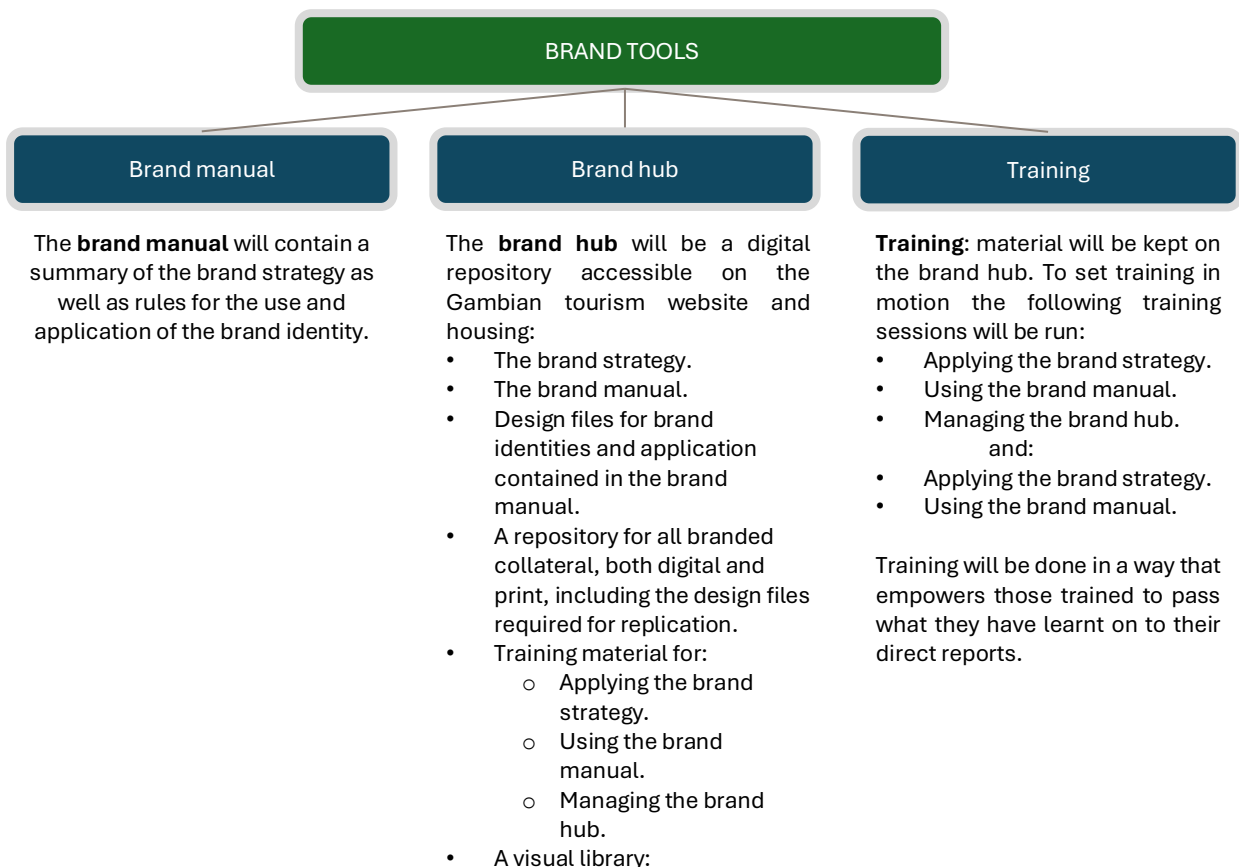 BRAND TOOLS
Brand manual
The brand manual will contain a
summary of the brand strategy as
well as rules for the use and
application of the brand identity.
Brand hub
The brand hub will be a digital
repository accessible on the
Gambian tourism website and
housing:
• The brand strategy.
• The brand manual.
• Design files for brand
identities and application
contained in the brand
manual.
• A repository for all branded
collateral, both digital and
print, including the design files
required for replication.
• Training material for:
o Applying the brand
strategy.
o Using the brand
manual.
o Managing the brand
hub.
• A visual library:
Training
Training: material will be kept on
the brand hub. To set training in
motion the following training
sessions will be run:
• Applying the brand strategy.
• Using the brand manual.
• Managing the brand hub.
and:
• Applying the brand strategy.
• Using the brand manual.
Training will be done in a way that
empowers those trained to pass
what they have learnt on to their
direct reports.